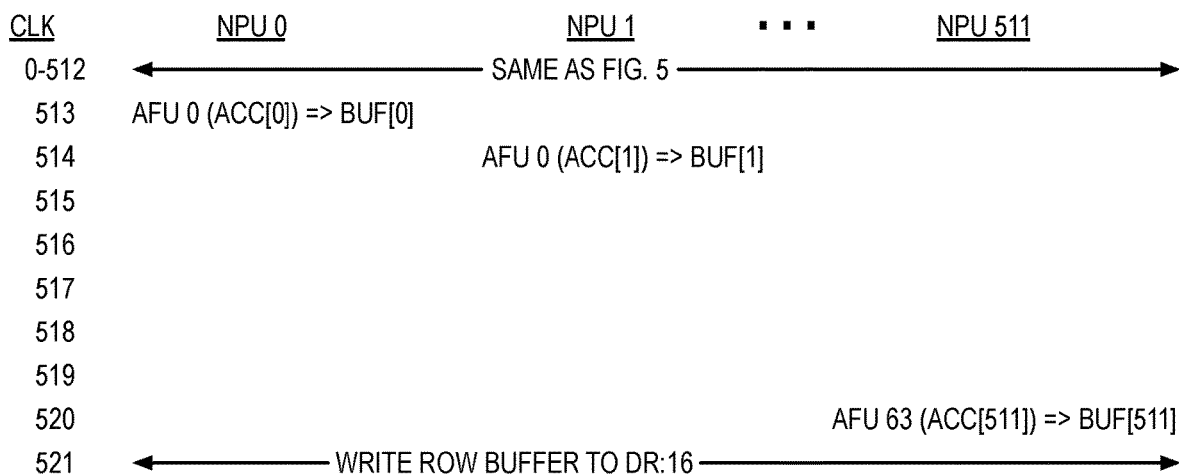 CLK NPU 0 NPU 1 ▪ ▪ ▪ NPU 511
0-512 SAME AS FIG. 5
513 AFU 0 (ACC[0]) => BUF[0]
514 AFU 0 (ACC[1]) => BUF[1]
515
516
517
518
519
520 AFU 63 (ACC[511]) => BUF[511]
521 WRITE ROW BUFFER TO DR:16